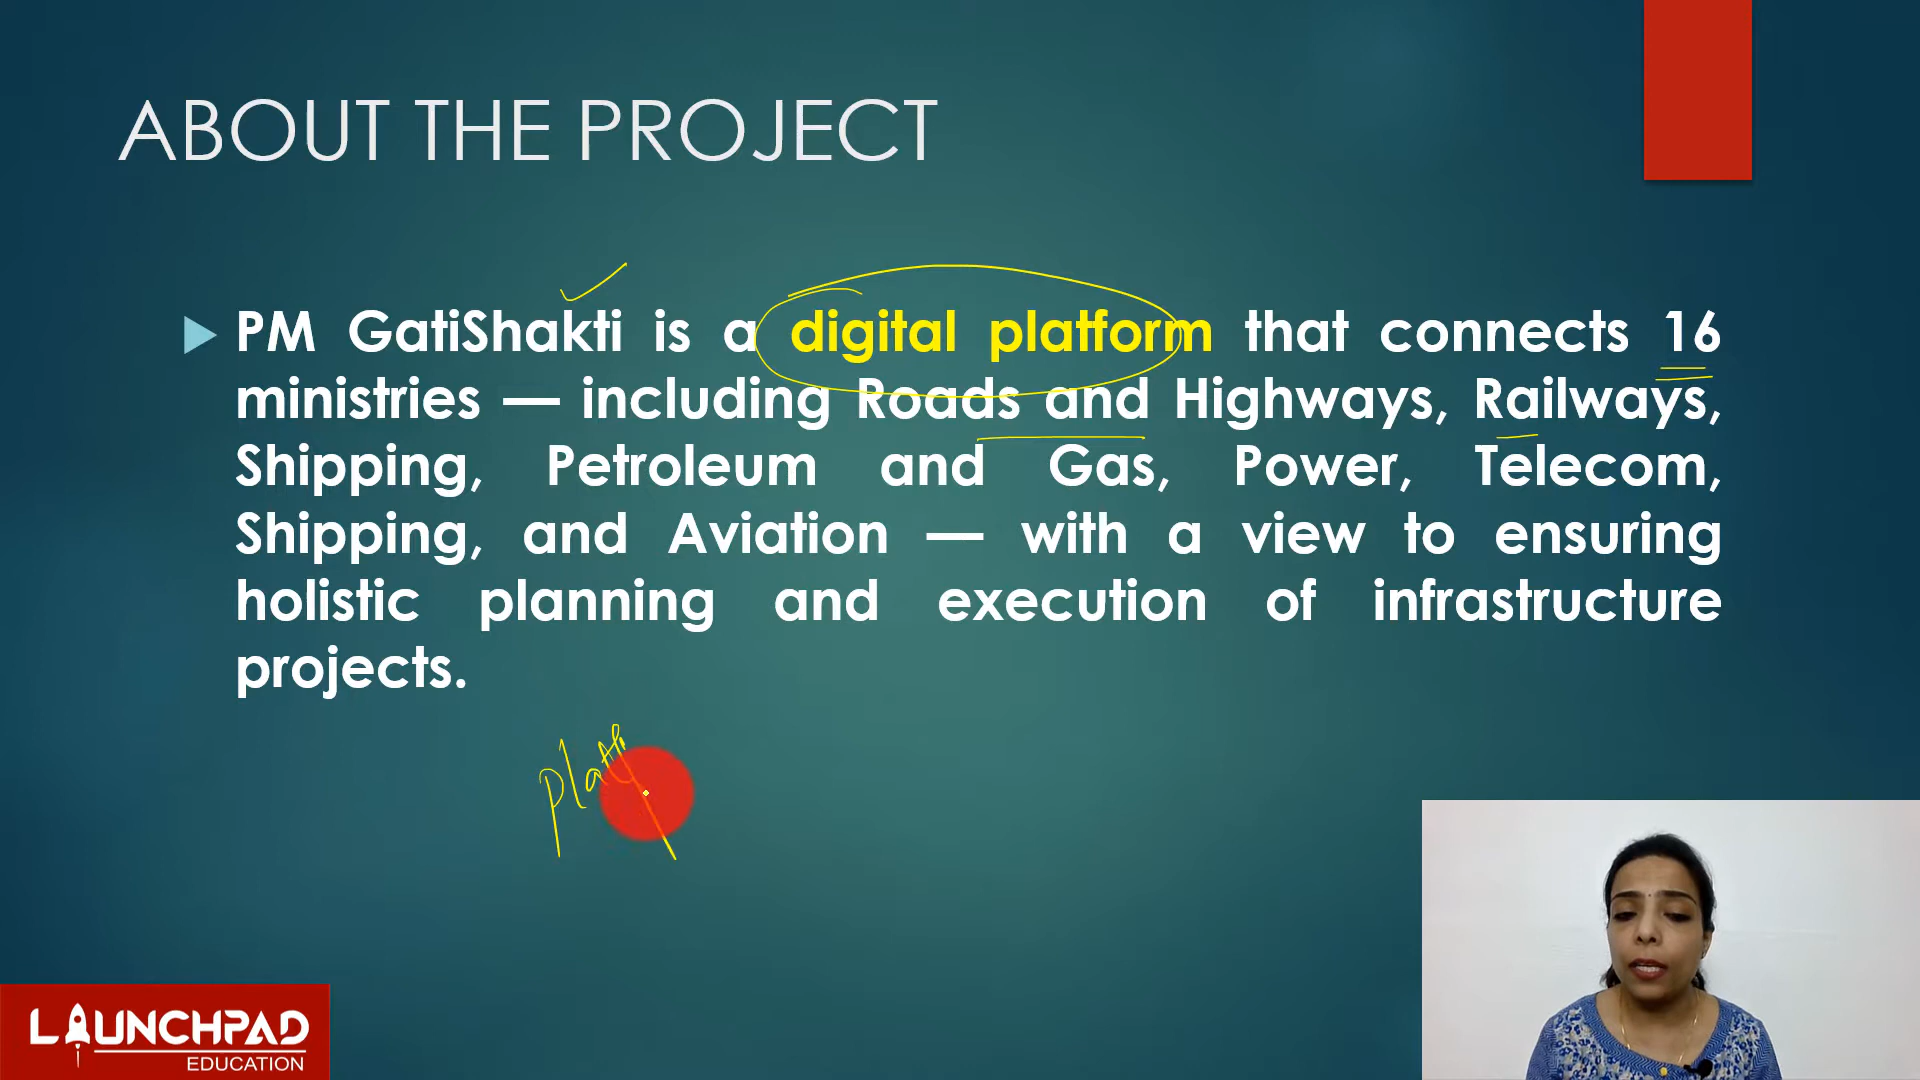 ABOUT THE PROJECT
PM GatiShakti is a digital platform that connects 16
ministries — including Roads and Highways, Railways,
Shipping, Petroleum and Gas, Power, Telecom,
Shipping, and Aviation — with a view to ensuring
holistic planning and execution of infrastructure
projects.
LAUNCHPAD
EDUCATION